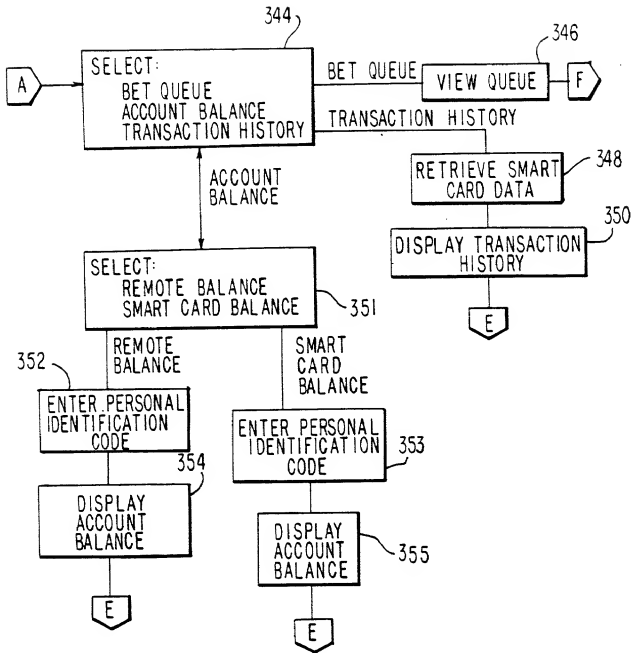 344
A
SELECT:
BET QUEUE
ACCOUNT BALANCE
TRANSACTION HISTORY
BET QUEUE
346
VIEW QUEUE
F
TRANSACTION HISTORY
RETRIEVE SMART
CARD DATA
348
DISPLAY TRANSACTION
HISTORY
350
E
ACCOUNT
BALANCE
SELECT:
REMOTE BALANCE
SMART CARD BALANCE
351
REMOTE
BALANCE
SMART
CARD
BALANCE
352
ENTER PERSONAL
IDENTIFICATION
CODE
ENTER PERSONAL
IDENTIFICATION
CODE
353
354
DISPLAY
ACCOUNT
BALANCE
DISPLAY
ACCOUNT
BALANCE
355
E
E